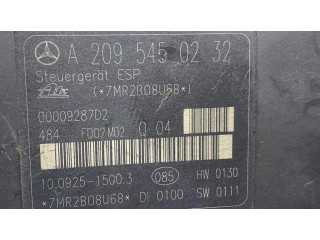 A 209 545 02 32
Steuergerät ESP
(*7MR2B08U68*)
00009287D2
484 FD02M02 Q 04
10.0925-1500.3 085 HW 0130
*7MR2B08U68* D 0100 SW 0111